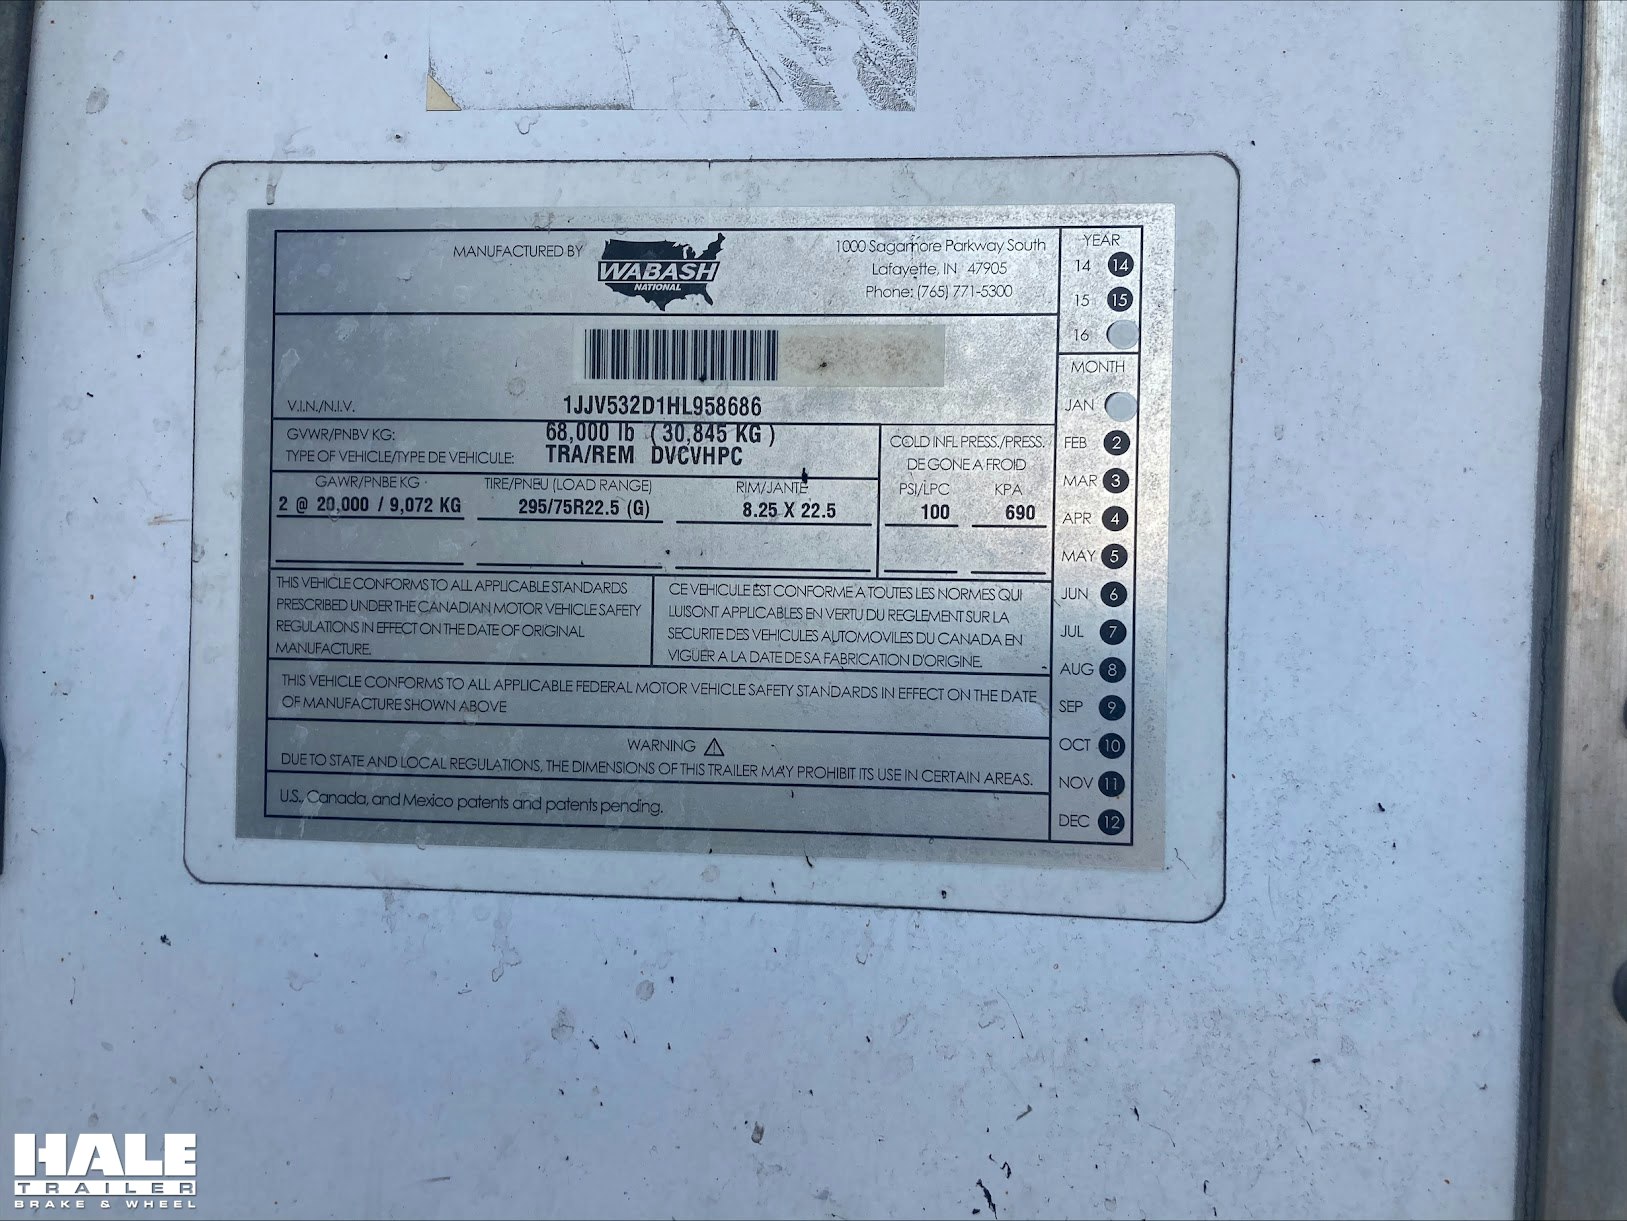 MANUFACTURED BY
WABASH
NATIONAL
1000 Sagamore Parkway South
Lafayette, IN 47905
Phone: (765) 771-5300
YEAR
14 14
15 15
16
V.I.N./N.I.V.
1JJV532D1HL958686
GVWR/PNBV KG:
68,000 lb ( 30,845 KG )
TYPE OF VEHICLE/TYPE DE VEHICULE:
TRA/REM DVCVHPC
COLD INFL PRESS./PRESS.
DE GONE A FROID
GAWR/PNBE KG
TIRE/PNEU (LOAD RANGE)
RIM/JANTE
PSI/LPC
KPA
2 @ 20,000 / 9,072 KG
295/75R22.5 (G)
8.25 X 22.5
100
690
THIS VEHICLE CONFORMS TO ALL APPLICABLE STANDARDS
PRESCRIBED UNDER THE CANADIAN MOTOR VEHICLE SAFETY
REGULATIONS IN EFFECT ON THE DATE OF ORIGINAL
MANUFACTURE.
CE VEHICULE EST CONFORME A TOUTES LES NORMES QUI
LUISONT APPLICABLES EN VERTU DU REGLEMENT SUR LA
SECURITE DES VEHICULES AUTOMOVILES DU CANADA EN
VIGUER A LA DATE DE SA FABRICATION D'ORIGINE.
THIS VEHICLE CONFORMS TO ALL APPLICABLE FEDERAL MOTOR VEHICLE SAFETY STANDARDS IN EFFECT ON THE DATE
OF MANUFACTURE SHOWN ABOVE
WARNING
DUE TO STATE AND LOCAL REGULATIONS, THE DIMENSIONS OF THIS TRAILER MAY PROHIBIT ITS USE IN CERTAIN AREAS.
U.S., Canada, and Mexico patents and patents pending.
MONTH
JAN
FEB 2
MAR 3
APR 4
MAY 5
JUN 6
JUL 7
AUG 8
SEP 9
OCT 10
NOV 11
DEC 12
HALE
TRAILER
BRAKE & WHEEL